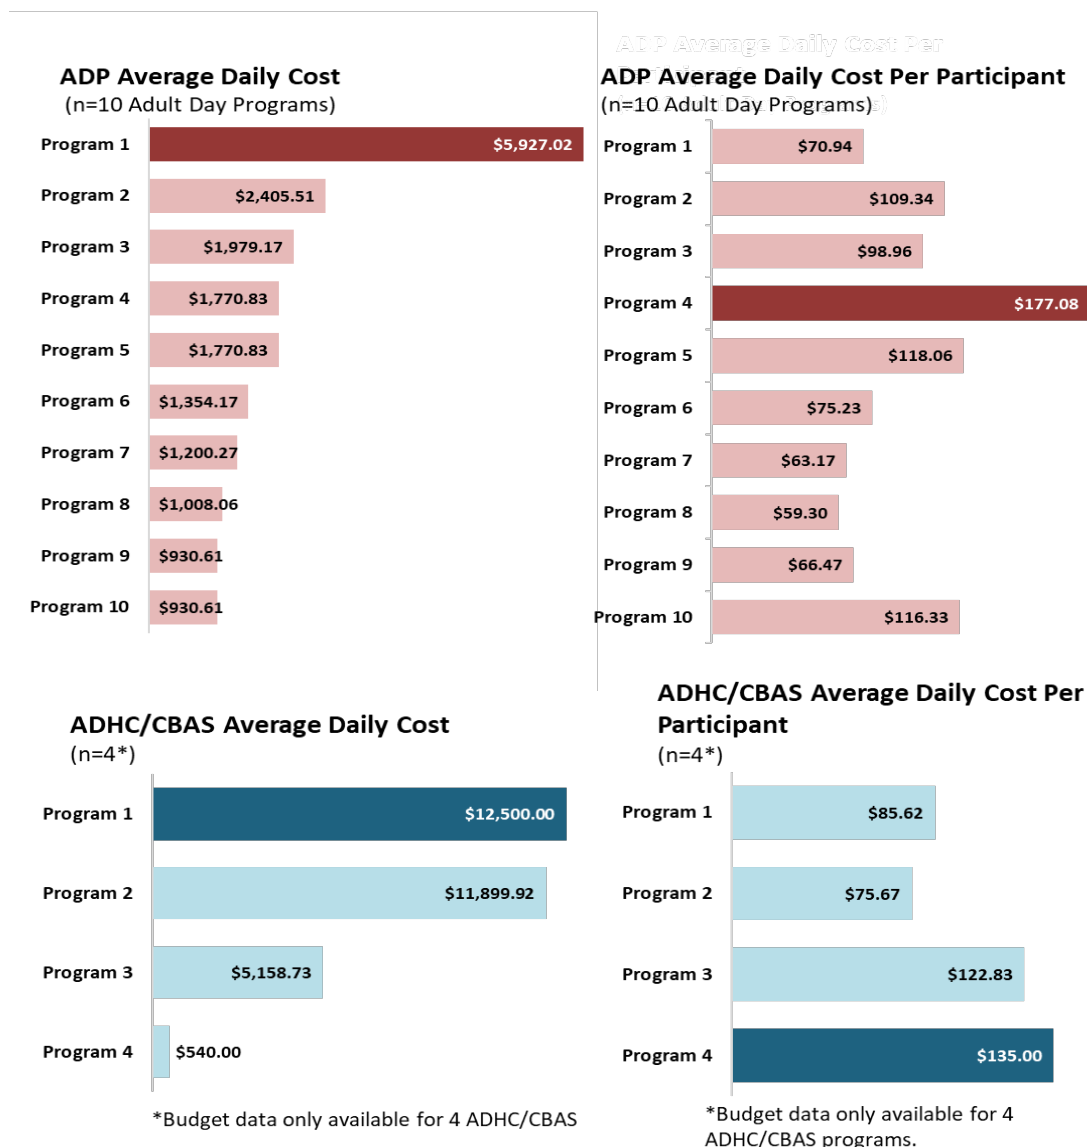 ADP Average Daily Cost
(n=10 Adult Day Programs)
Program 1
$5,927.02
Program 2
$2,405.51
Program 3
$1,979.17
Program 4
$1,770.83
Program 5
$1,770.83
Program 6
$1,354.17
Program 7
$1,200.27
Program 8
$1,008.06
Program 9
$930.61
Program 10
$930.61
ADP Average Daily Cost Per
ADP Average Daily Cost Per Participant
(n=10 Adult Day Programs)
Program 1
$70.94
Program 2
$109.34
Program 3
$98.96
Program 4
$177.08
Program 5
$118.06
Program 6
$75.23
Program 7
$63.17
Program 8
$59.30
Program 9
$66.47
Program 10
$116.33
ADHC/CBAS Average Daily Cost
(n=4*)
Program 1
$12,500.00
Program 2
$11,899.92
Program 3
$5,158.73
Program 4
$540.00
*Budget data only available for 4 ADHC/CBAS
ADHC/CBAS Average Daily Cost Per
Participant
(n=4*)
Program 1
$85.62
Program 2
$75.67
Program 3
$122.83
Program 4
$135.00
*Budget data only available for 4
ADHC/CBAS programs.